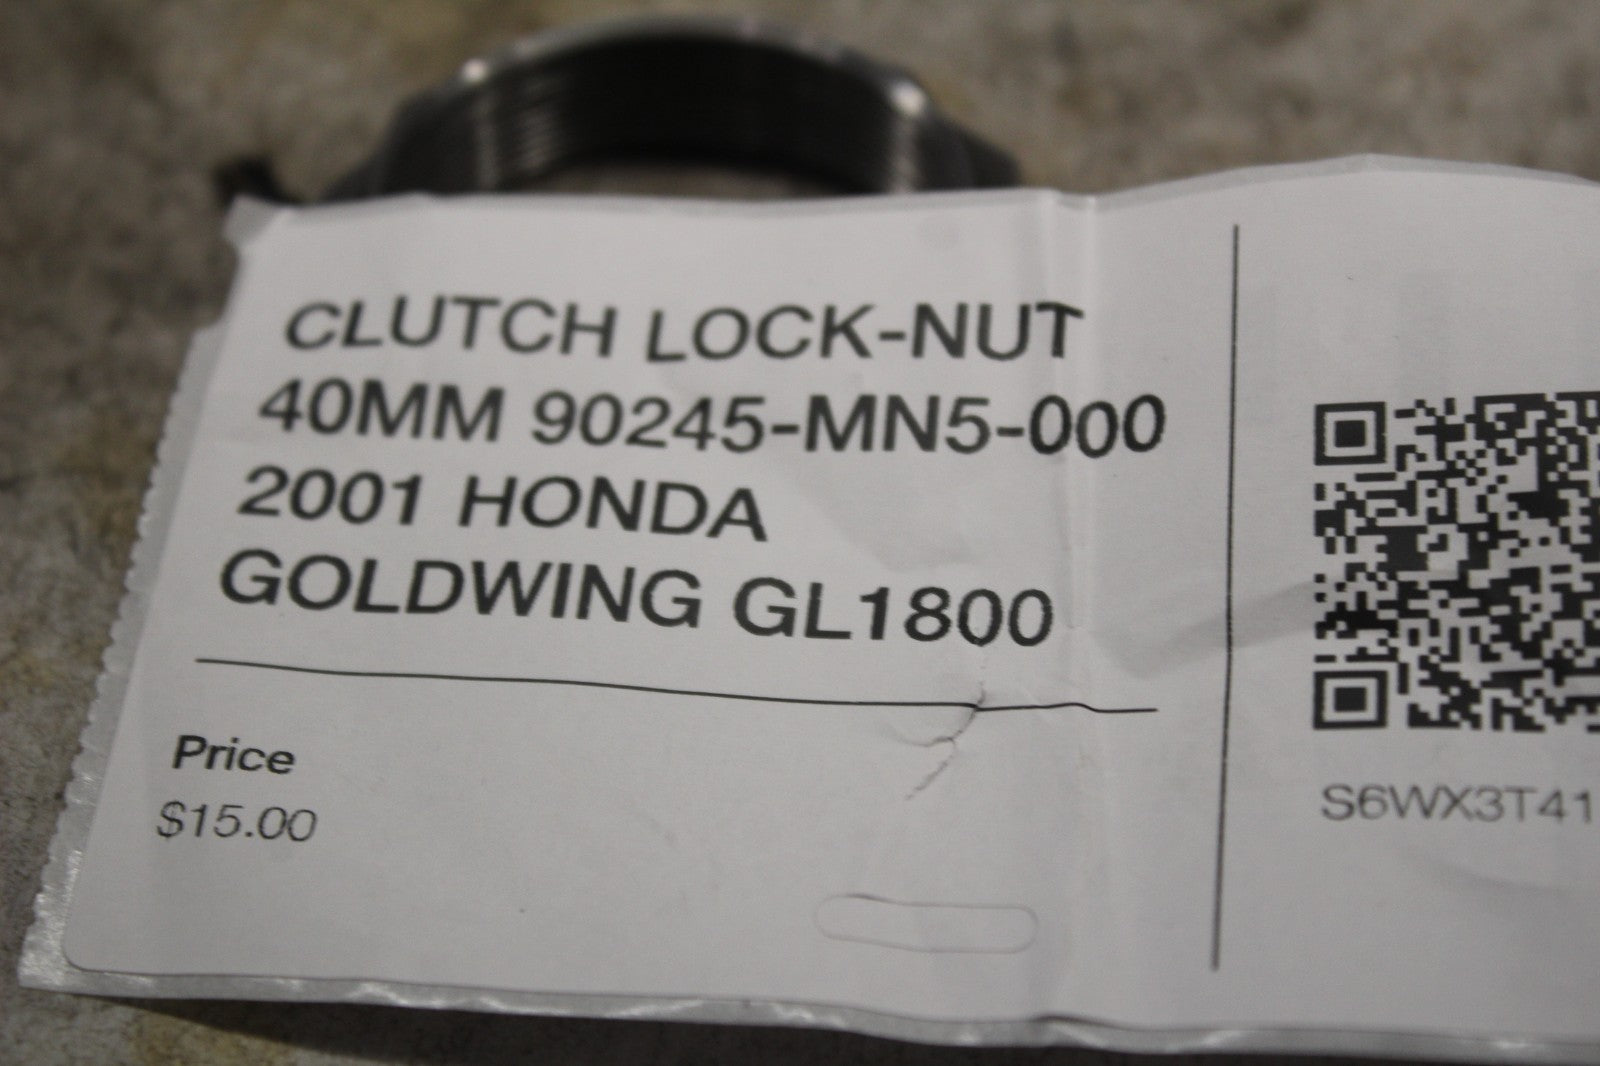 CLUTCH LOCK-NUT
40MM 90245-MN5-000
2001 HONDA
GOLDWING GL1800
Price
$15.00
S6WX3T41